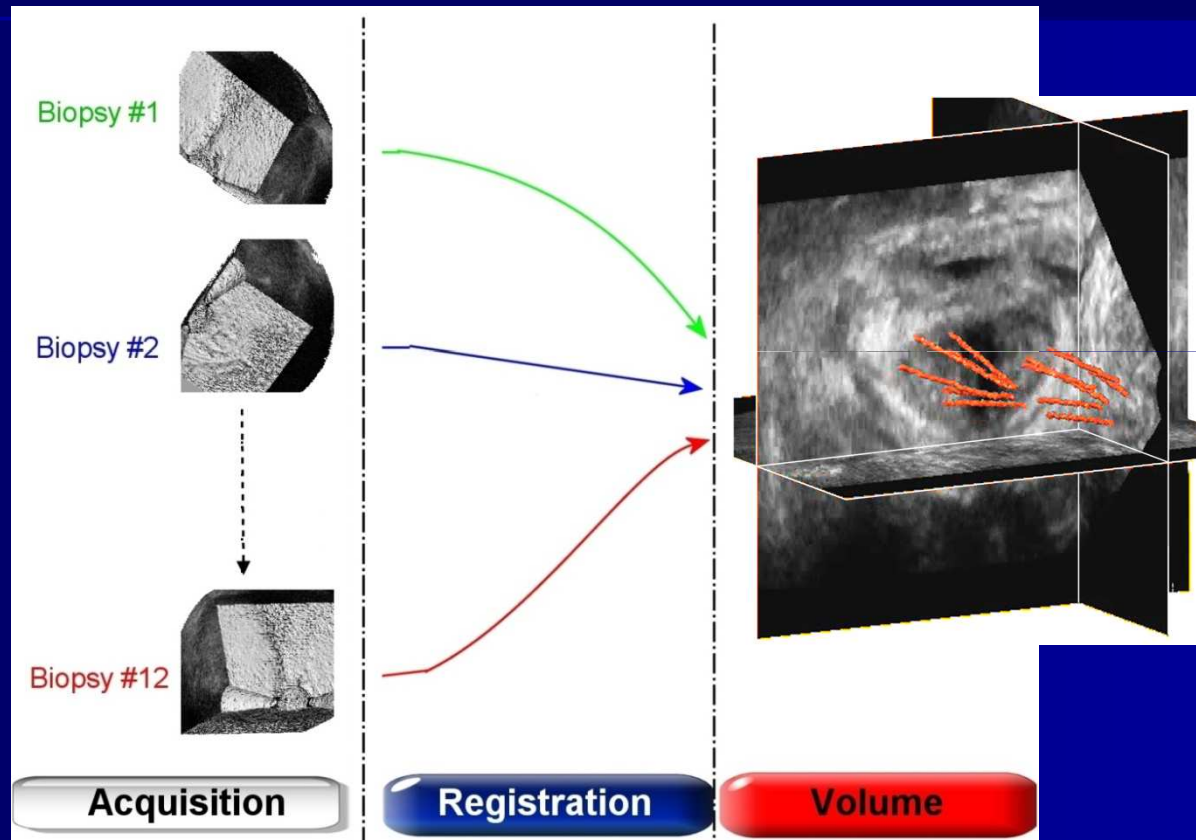 Biopsy #1
Biopsy #2
Biopsy #12
Acquisition
Registration
Volume